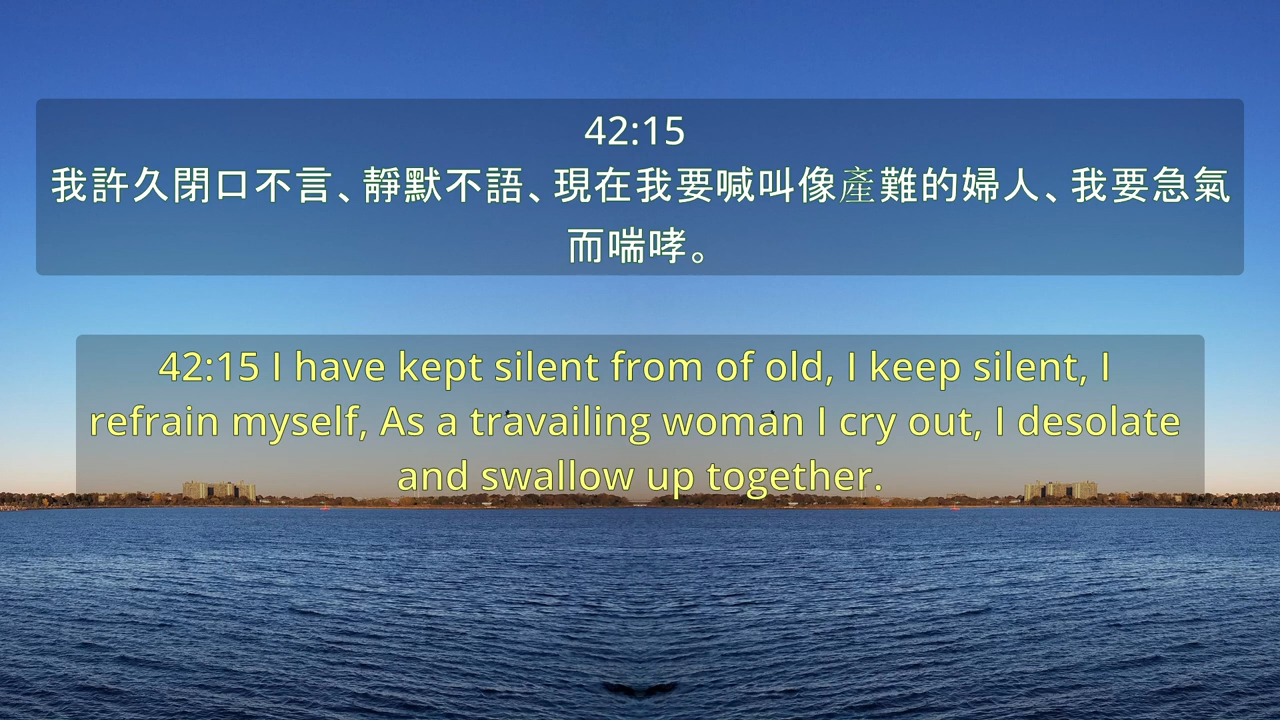 42:15
我許久閉口不言、靜默不語、現在我要喊叫像產難的婦人、我要急氣
而喘哮。
42:15 I have kept silent from of old, I keep silent, I
refrain myself, As a travailing woman I cry out, I desolate
and swallow up together.